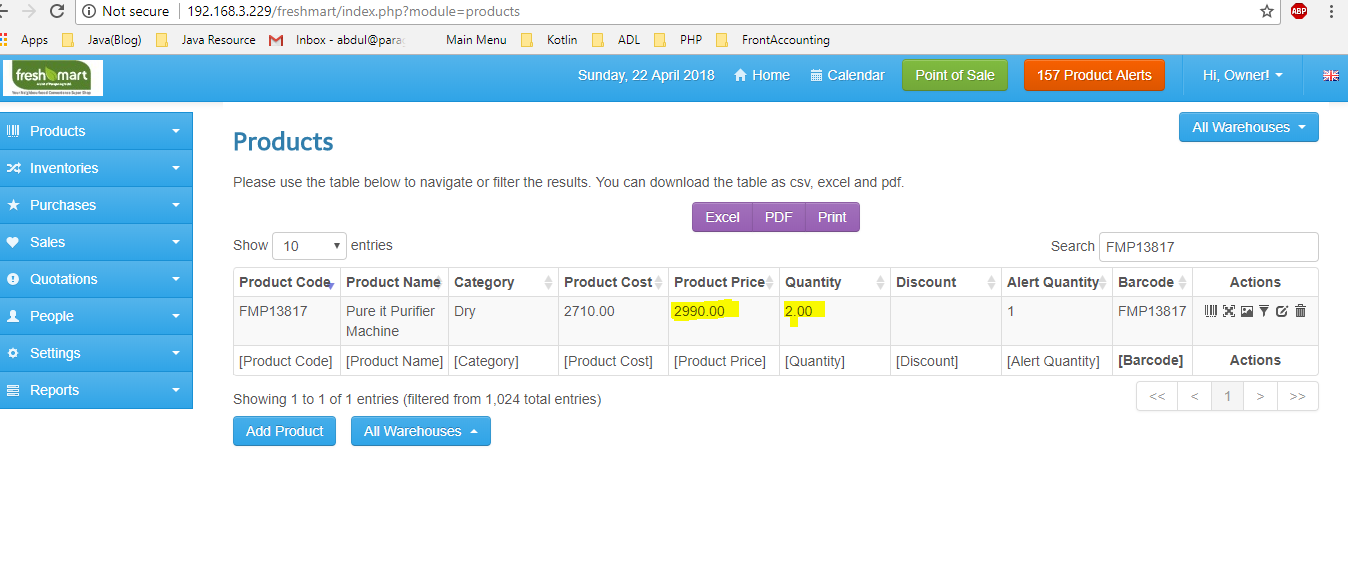 Not secure | 192.168.3.229/freshmart/index.php?module=products ABP
Apps Java(Blog) Java Resource Inbox - abdul@para Main Menu Kotlin ADL PHP FrontAccounting
fresh mart Sunday, 22 April 2018 Home Calendar Point of Sale 157 Product Alerts Hi, Owner!
Products
Inventories
Purchases
Sales
Quotations
People
Settings
Reports
Products All Warehouses
Please use the table below to navigate or filter the results. You can download the table as csv, excel and pdf.
Excel PDF Print
Show 10 entries Search FMP13817
Product Code Product Name Category Product Cost Product Price Quantity Discount Alert Quantity Barcode Actions
FMP13817 Pure it Purifier Dry 2710.00 2990.00 2.00 1 FMP13817
Machine
[Product Code] [Product Name] [Category] [Product Cost] [Product Price] [Quantity] [Discount] [Alert Quantity] [Barcode] Actions
Showing 1 to 1 of 1 entries (filtered from 1,024 total entries) << < 1 > >>
Add Product All Warehouses